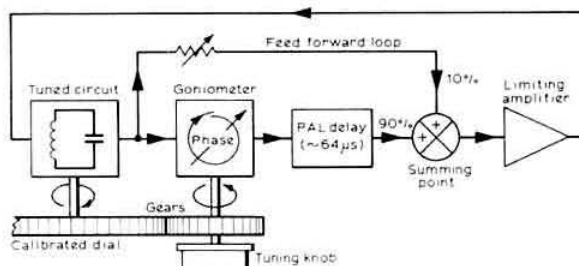 Feed forward loop
Tuned circuit
Goniometer
10%
Limiting
amplifier
Phase
PAL delay
(~64µs)
90%
+
+
Summing
point
Gears
Calibrated dial
Tuning knob